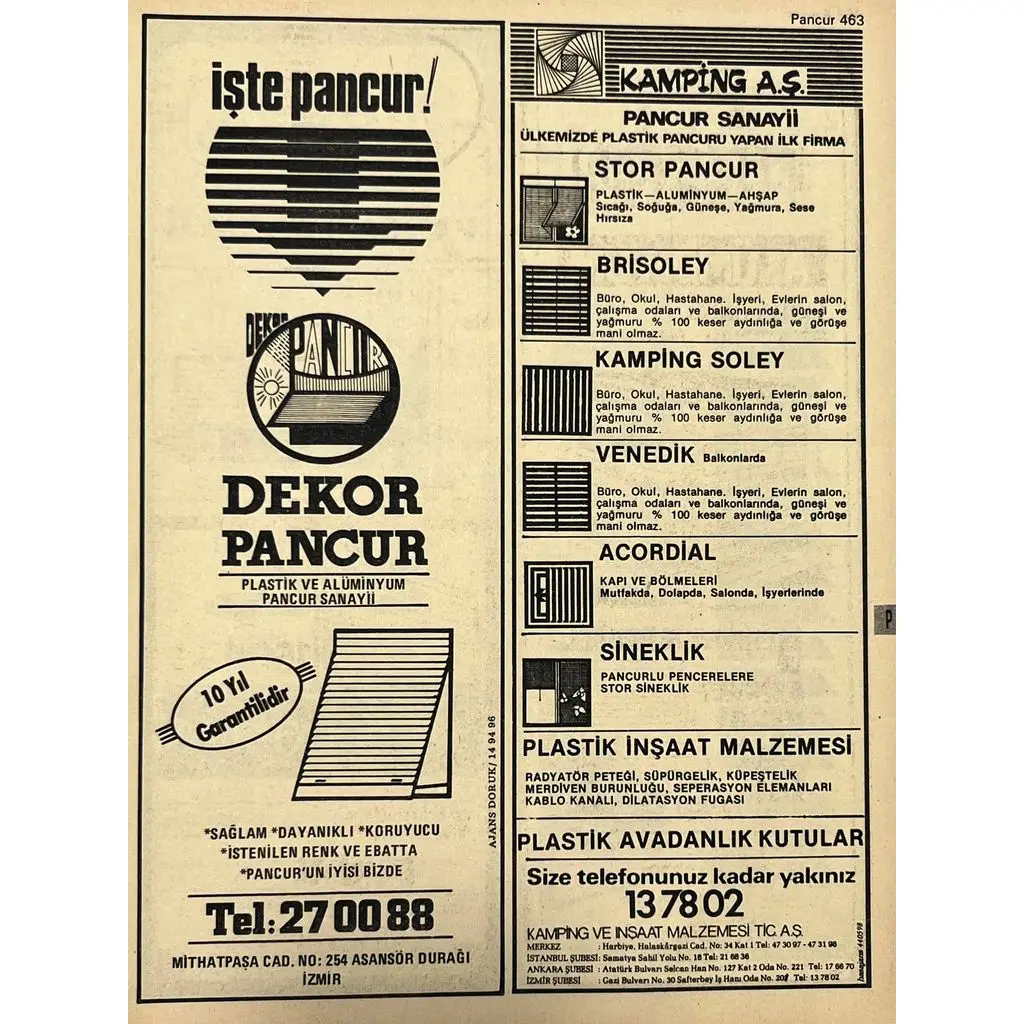 Pancur 463
işte pancur!
DEKOR
PANCUR
DEKOR
PANCUR
PLASTİK VE ALÜMİNYUM
PANCUR SANAYİİ
10 Yıl
Garantilidir
*SAĞLAM *DAYANIKLI *KORUYUCU
*İSTENİLEN RENK VE EBATTA
*PANCUR'UN İYİSİ BİZDE
Tel: 27 00 88
MİTHATPAŞA CAD. NO: 254 ASANSÖR DURAĞI
İZMİR
AJANS DORUK/ 14 94 96
KAMPİNG A.Ş.
PANCUR SANAYİİ
ÜLKEMİZDE PLASTİK PANCURU YAPAN İLK FİRMA
STOR PANCUR
PLASTİK—ALUMİNYUM—AHŞAP
Sıcağı, Soğuğa, Güneşe, Yağmura, Sese
Hırsıza
BRİSOLEY
Büro, Okul, Hastahane. İşyeri, Evlerin salon,
çalışma odaları ve balkonlarında, güneşi ve
yağmuru % 100 keser aydınlığa ve görüşe
mani olmaz.
KAMPİNG SOLEY
Büro, Okul, Hastahane. İşyeri, Evlerin salon,
çalışma odaları ve balkonlarında, güneşi ve
yağmuru % 100 keser aydınlığa ve görüşe
mani olmaz.
VENEDİK Balkonlarda
Büro, Okul, Hastahane. İşyeri, Evlerin salon,
çalışma odaları ve balkonlarında, güneşi ve
yağmuru % 100 keser aydınlığa ve görüşe
mani olmaz.
ACORDİAL
KAPI VE BÖLMELERİ
Mutfakda, Dolapda, Salonda, İşyerlerinde
SİNEKLİK
PANCURLU PENCERELERE
STOR SİNEKLİK
PLASTİK İNŞAAT MALZEMESİ
RADYATÖR PETEĞİ, SÜPÜRGELİK, KÜPEŞTELİK
MERDİVEN BURUNLUĞU, SEPERASYON ELEMANLARI
KABLO KANALI, DİLATASYON FUGASI
PLASTİK AVADANLIK KUTULAR
Size telefonunuz kadar yakınız
13 78 02
KAMPİNG VE İNŞAAT MALZEMESİ TİC. A.Ş.
MERKEZ : Harbiye, Halaskârgazi Cad. No: 34 Kat 1 Tel: 47 30 97 - 47 31 98
İSTANBUL ŞUBESİ: Samatya Sahil Yolu No. 18 Tel: 21 66 36
ANKARA ŞUBESİ : Atatürk Bulvarı Selcan Han No. 127 Kat 2 Oda No. 221 Tel: 17 66 70
İZMİR ŞUBESİ : Gazi Bulvarı No. 30 Safterbey İş Hanı Oda No. Tel: 13 78 02
P